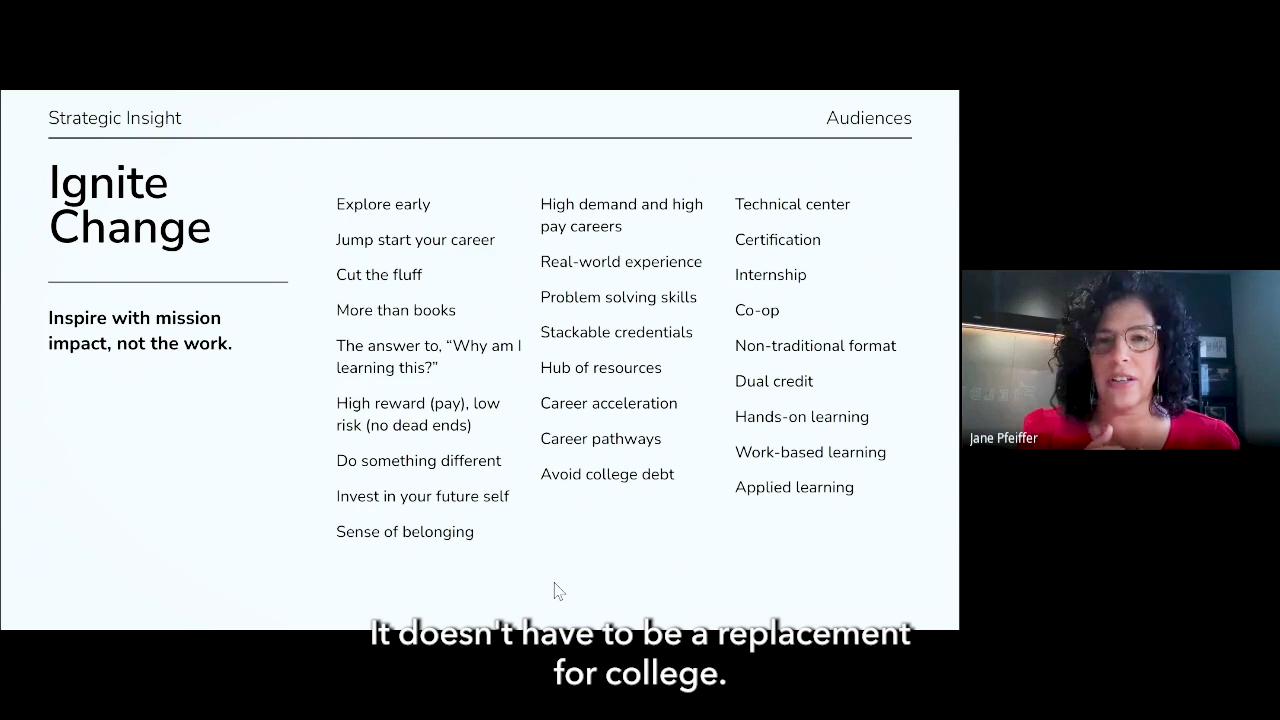 Strategic Insight
Audiences
Ignite
Change
Inspire with mission
impact, not the work.
Explore early
Jump start your career
Cut the fluff
More than books
The answer to, “Why am I
learning this?”
High reward (pay), low
risk (no dead ends)
Do something different
Invest in your future self
Sense of belonging
High demand and high
pay careers
Real-world experience
Problem solving skills
Stackable credentials
Hub of resources
Career acceleration
Career pathways
Avoid college debt
Technical center
Certification
Internship
Co-op
Non-traditional format
Dual credit
Hands-on learning
Work-based learning
Applied learning
Jane Pfeiffer
It doesn't have to be a replacement
for college.